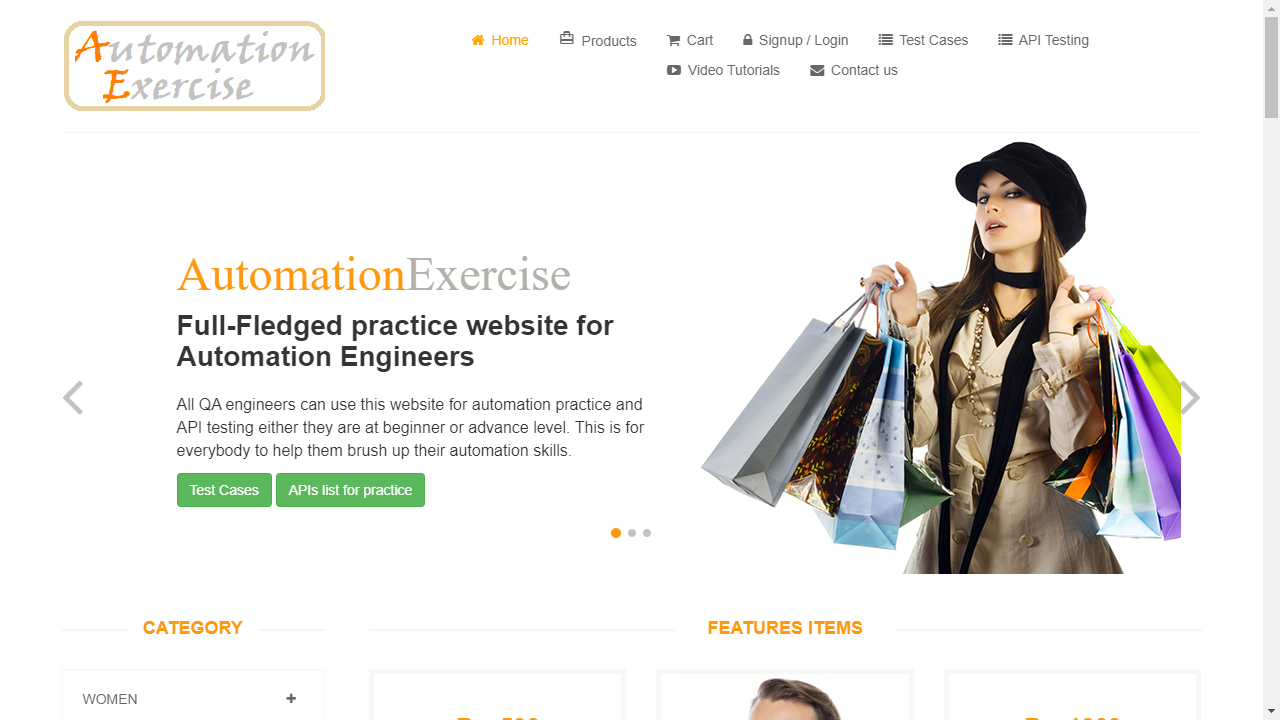 Automation
Exercise
Home
Products
Cart
Signup / Login
Test Cases
API Testing
Video Tutorials
Contact us
AutomationExercise
Full-Fledged practice website for
Automation Engineers
All QA engineers can use this website for automation practice and
API testing either they are at beginner or advance level. This is for
everybody to help them brush up their automation skills.
Test Cases
APIs list for practice
CATEGORY
FEATURES ITEMS
WOMEN